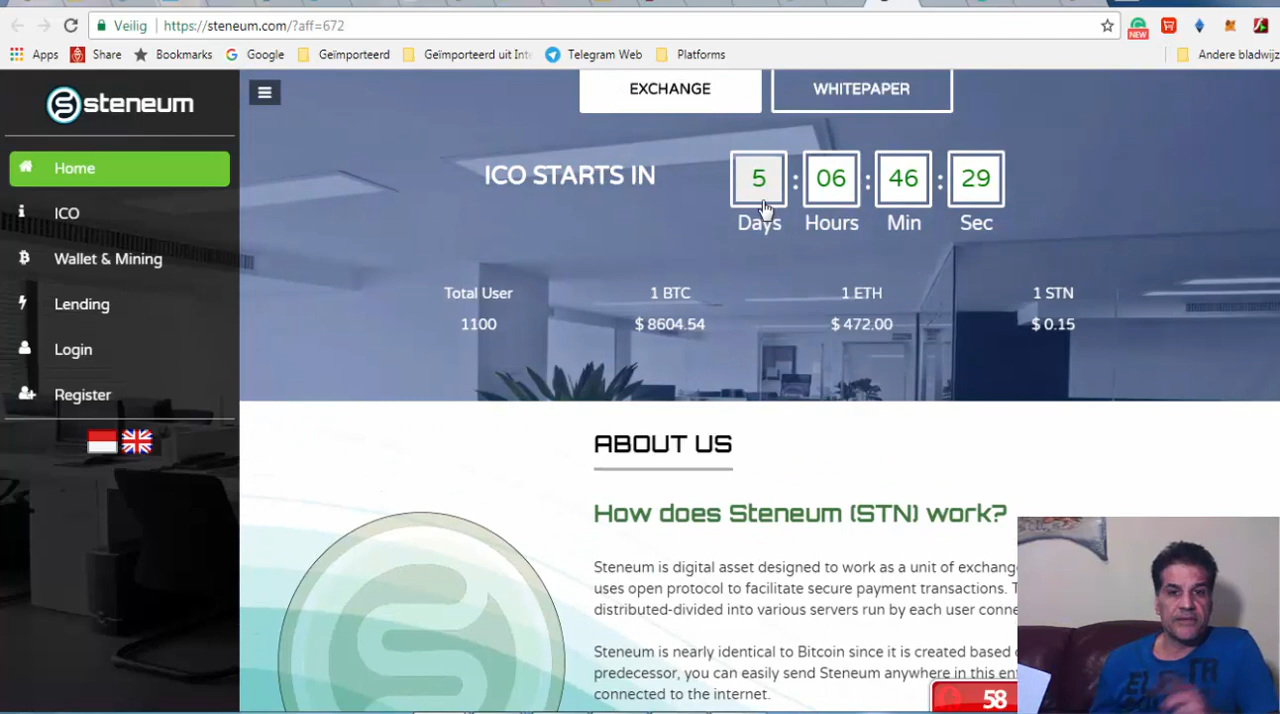 Veilig
https://steneum.com/?aff=672
NEW
Apps
Share
Bookmarks
Google
Geïmporteerd
Geïmporteerd uit Int
Telegram Web
Platforms
Andere bladwijz
steneum
Home
ICO
Wallet & Mining
Lending
Login
Register
EXCHANGE
WHITEPAPER
ICO STARTS IN
5 : 06 : 46 : 29
Days Hours Min Sec
Total User 1 BTC 1 ETH 1 STN
1100 $ 8604.54 $ 472.00 $ 0.15
ABOUT US
How does Steneum (STN) work?
Steneum is digital asset designed to work as a unit of exchang
uses open protocol to facilitate secure payment transactions. T
distributed-divided into various servers run by each user conne
Steneum is nearly identical to Bitcoin since it is created based
predecessor, you can easily send Steneum anywhere in this ent
connected to the internet.
58